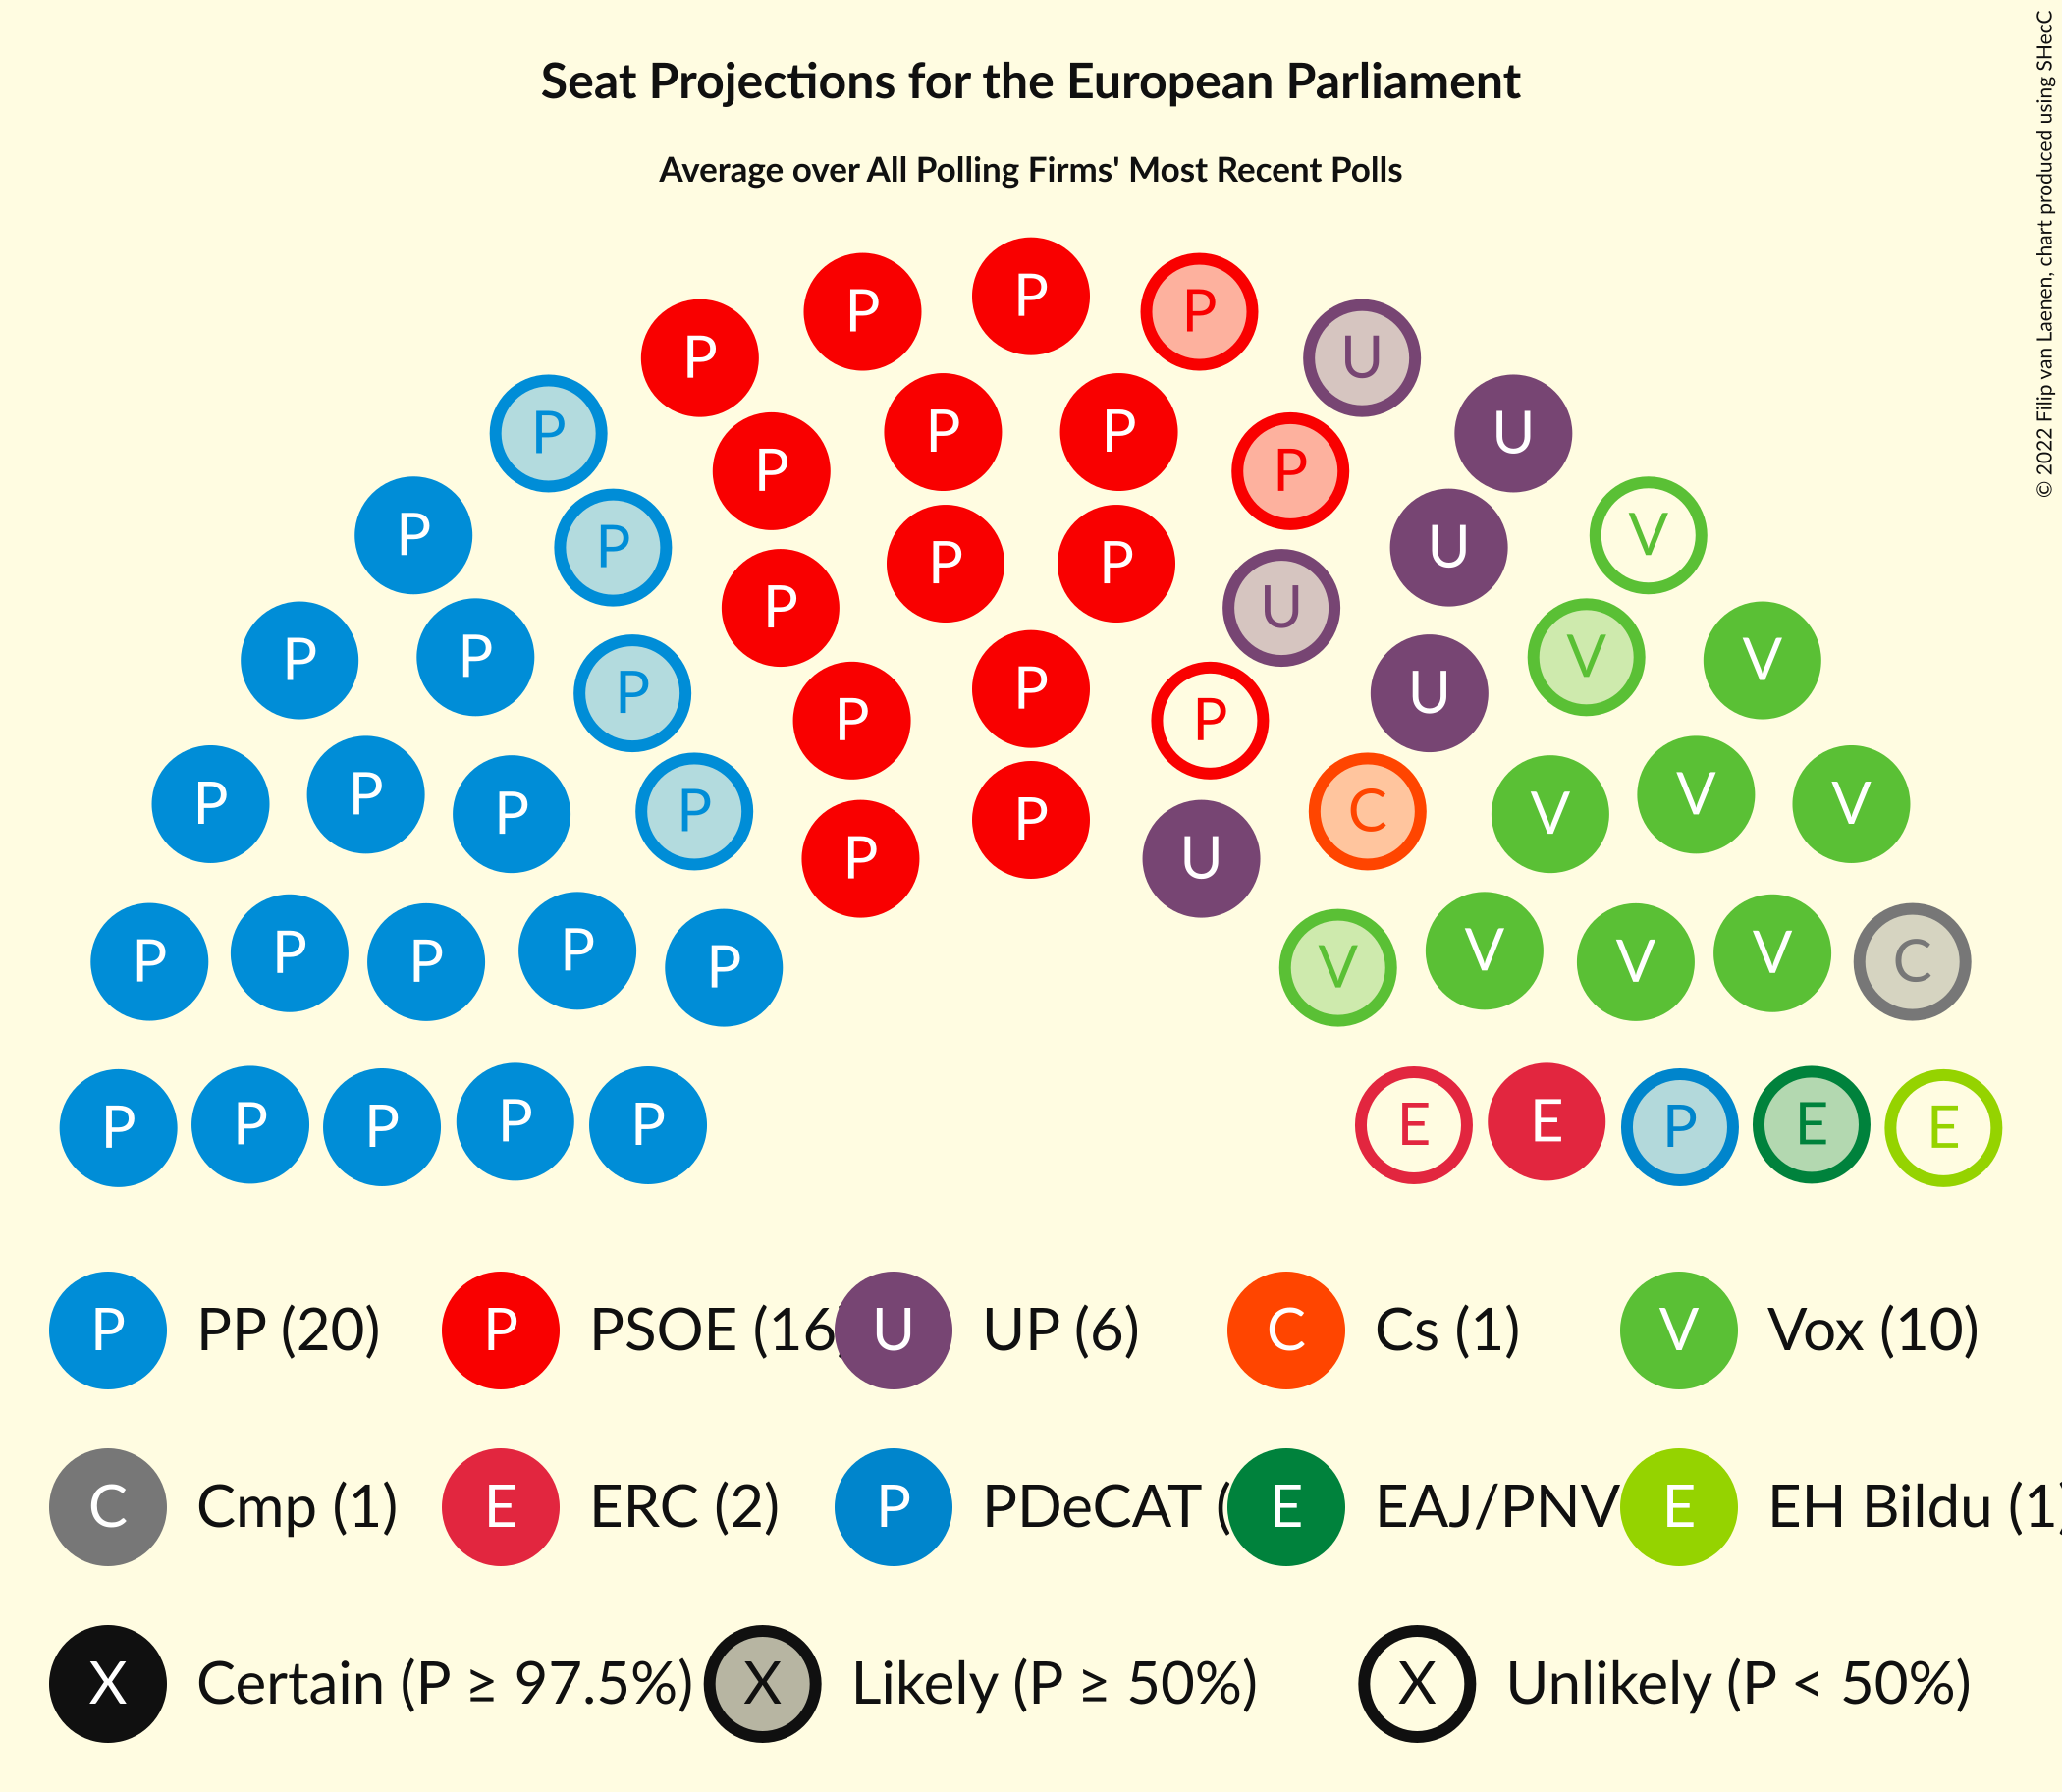 Seat Projections for the European Parliament
Average over All Polling Firms' Most Recent Polls
© 2022 Filip van Laenen, chart produced using SHecC
P
P P
P U
P P P U
P P
P P P P U V
P U
P P V V
P P U
P P
P P P P P C V V V
P U
P P P P P V V V V C
P P P P P E E P E E
P PP (20) P PSOE (16 U UP (6) C Cs (1) V Vox (10)
C Cmp (1) E ERC (2) P PDeCAT ( E EAJ/PNV E EH Bildu (1)
X Certain (P ≥ 97.5%) X Likely (P ≥ 50%) X Unlikely (P < 50%)